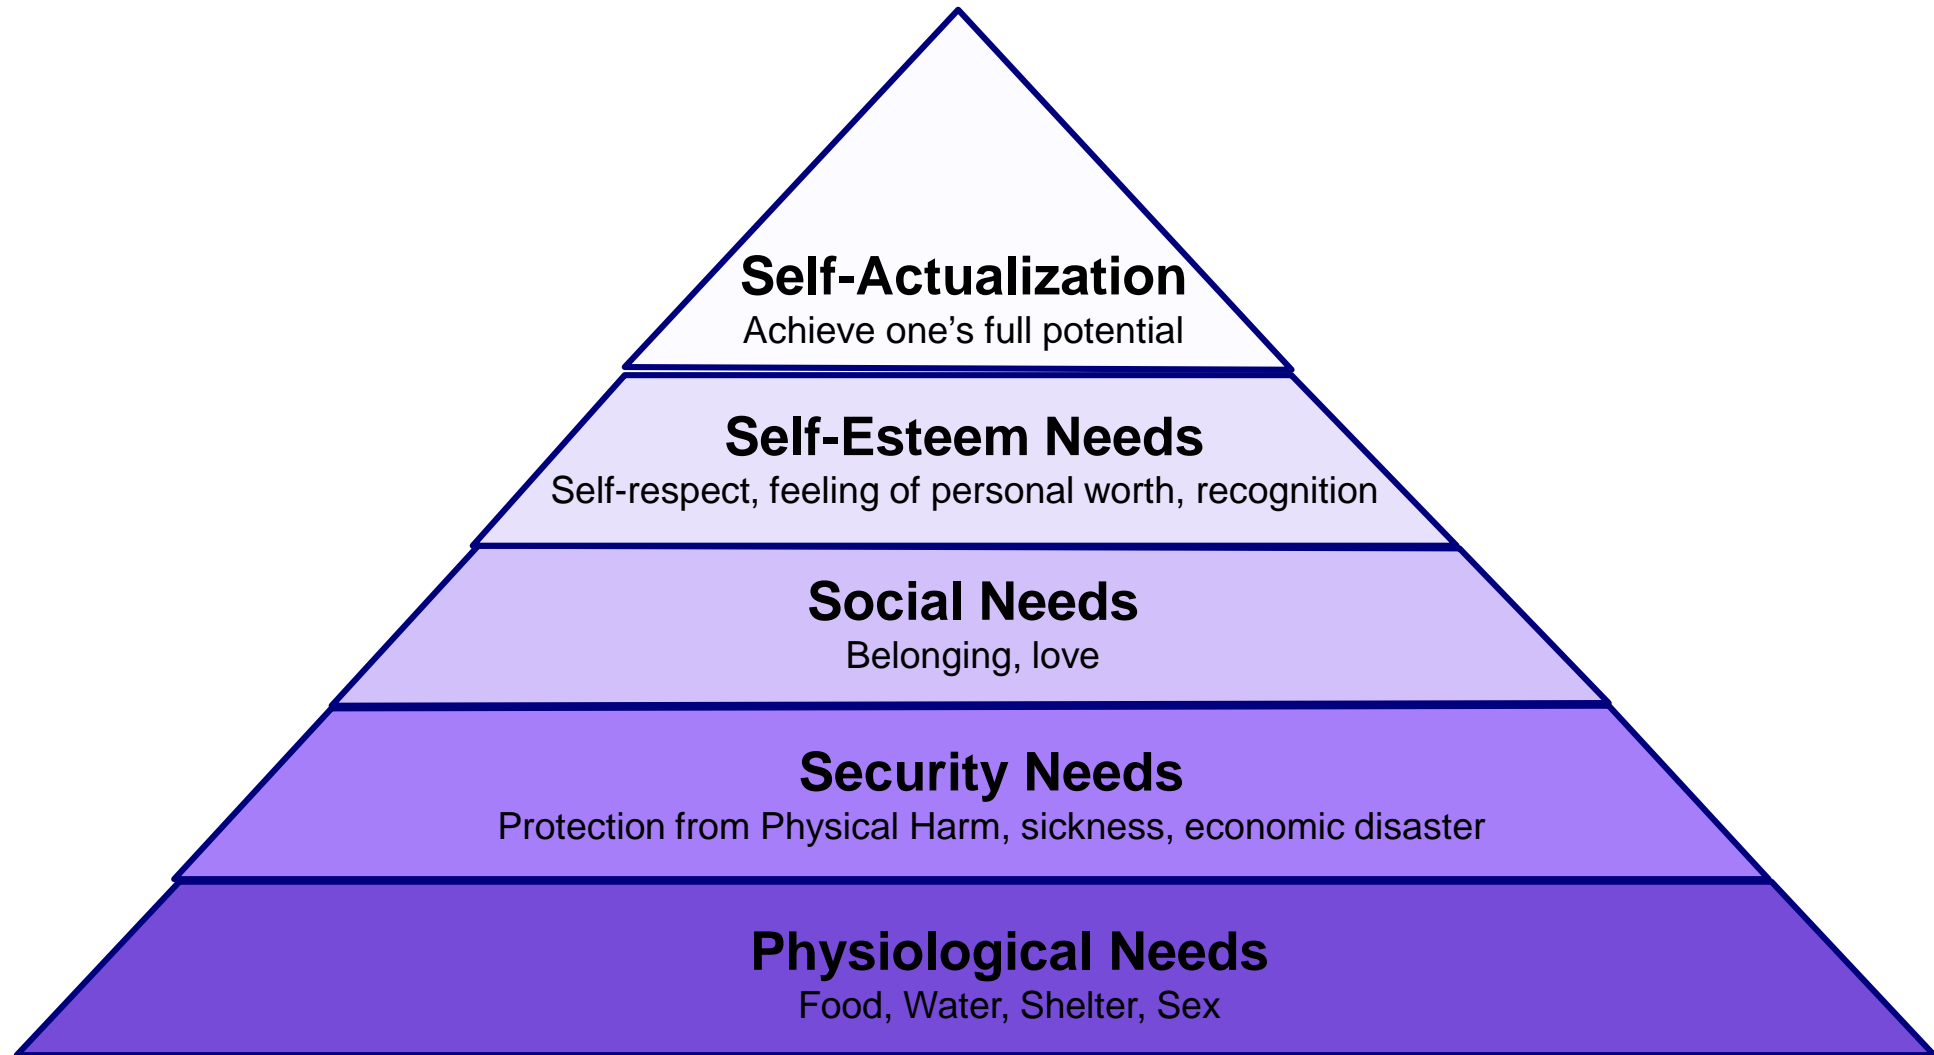 Self-Actualization
Achieve one’s full potential
Self-Esteem Needs
Self-respect, feeling of personal worth, recognition
Social Needs
Belonging, love
Security Needs
Protection from Physical Harm, sickness, economic disaster
Physiological Needs
Food, Water, Shelter, Sex